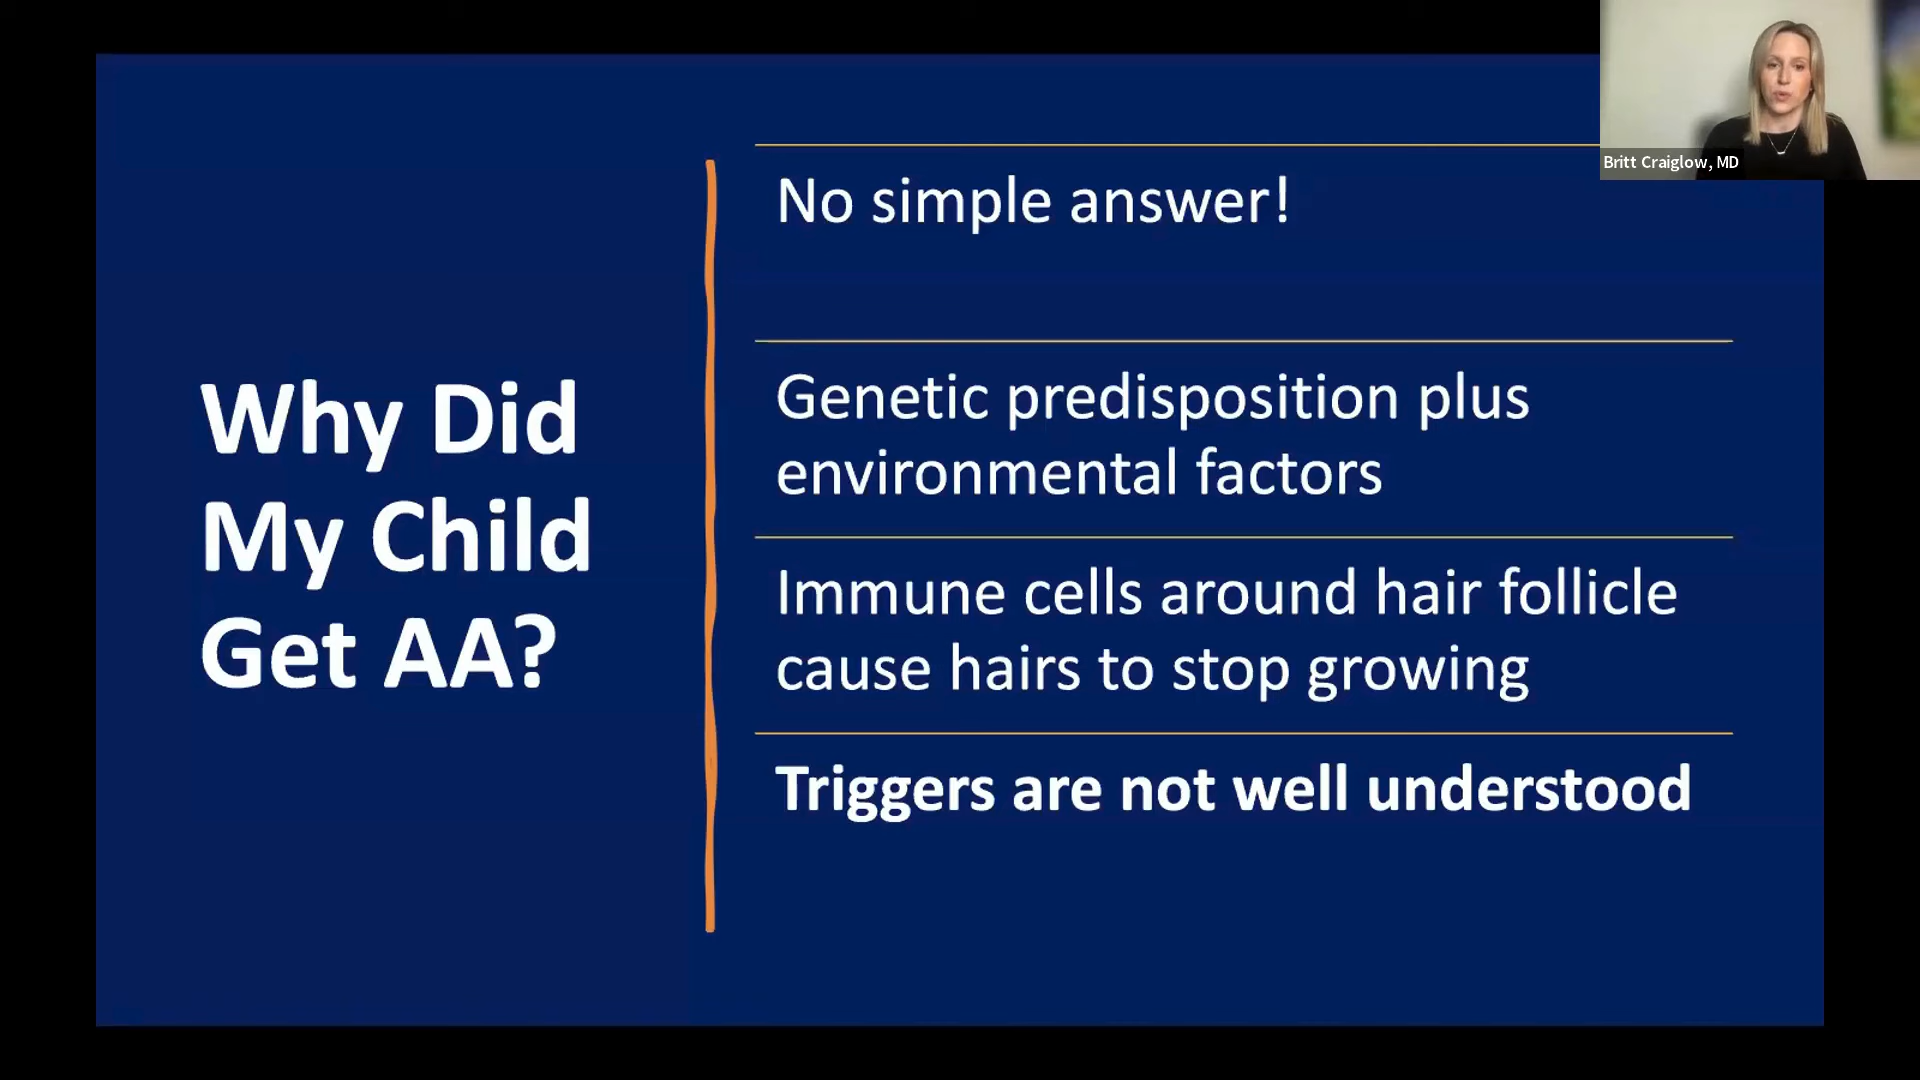 Why Did
My Child
Get AA?
No simple answer!
Genetic predisposition plus
environmental factors
Immune cells around hair follicle
cause hairs to stop growing
Triggers are not well understood
Britt Craiglow, MD